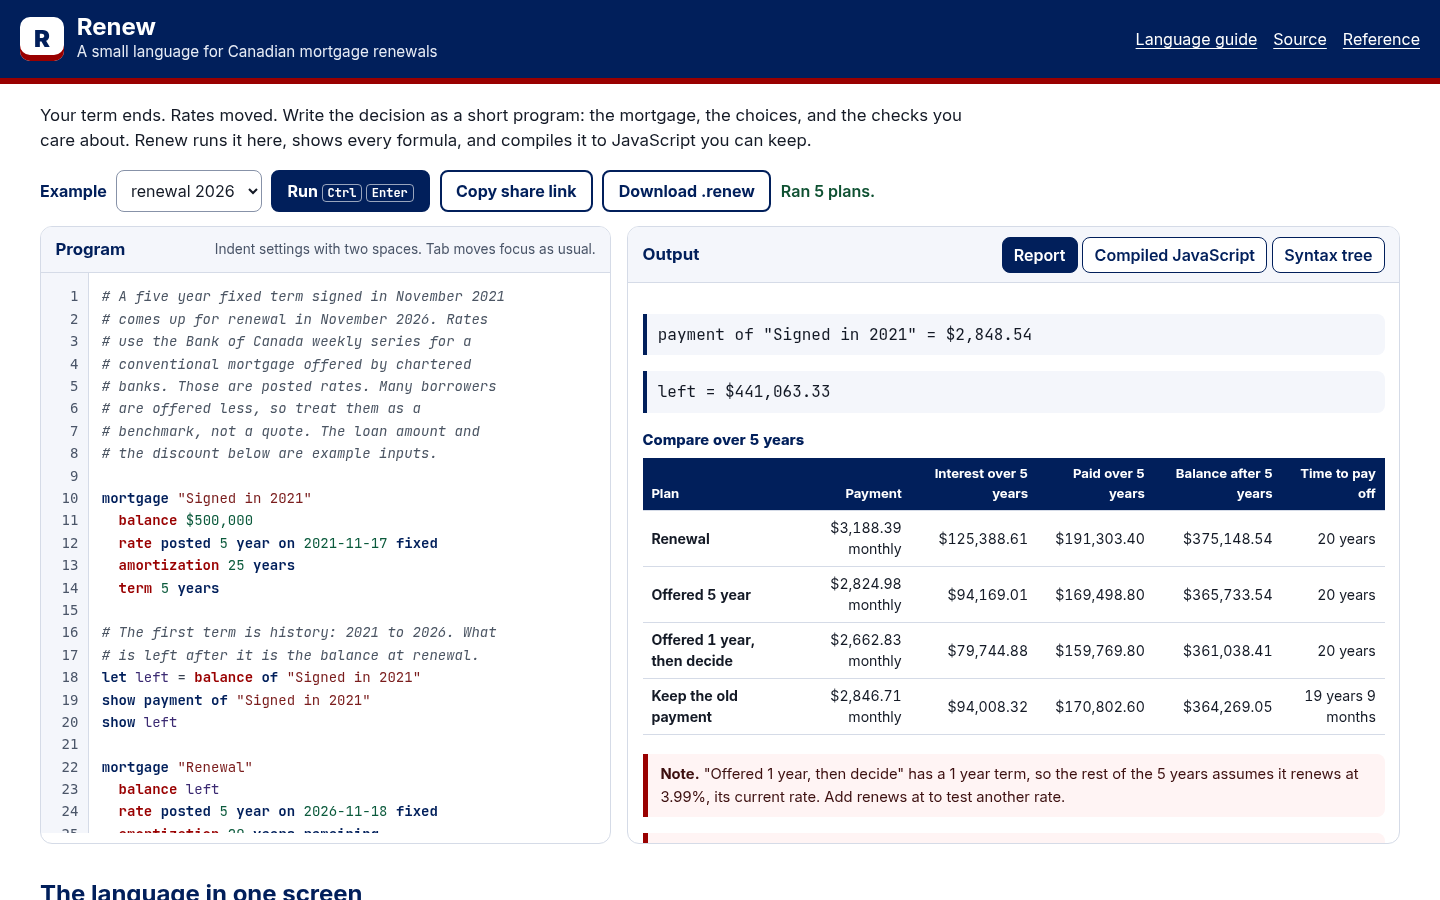 R
Renew
A small language for Canadian mortgage renewals
Language guide Source Reference
Your term ends. Rates moved. Write the decision as a short program: the mortgage, the choices, and the checks you
care about. Renew runs it here, shows every formula, and compiles it to JavaScript you can keep.
Example renewal 2026 Run Ctrl Enter Copy share link Download .renew Ran 5 plans.
Program Indent settings with two spaces. Tab moves focus as usual.
1 # A five year fixed term signed in November 2021
2 # comes up for renewal in November 2026. Rates
3 # use the Bank of Canada weekly series for a
4 # conventional mortgage offered by chartered
5 # banks. Those are posted rates. Many borrowers
6 # are offered less, so treat them as a
7 # benchmark, not a quote. The loan amount and
8 # the discount below are example inputs.
9
10 mortgage "Signed in 2021"
11 balance $500,000
12 rate posted 5 year on 2021-11-17 fixed
13 amortization 25 years
14 term 5 years
15
16 # The first term is history: 2021 to 2026. What
17 # is left after it is the balance at renewal.
18 let left = balance of "Signed in 2021"
19 show payment of "Signed in 2021"
20 show left
21
22 mortgage "Renewal"
23 balance left
24 rate posted 5 year on 2026-11-18 fixed
25 amortization 20 years remaining
Output Report Compiled JavaScript Syntax tree
payment of "Signed in 2021" = $2,848.54
left = $441,063.33
Compare over 5 years
Plan Payment Interest over 5 years Paid over 5 years Balance after 5 years Time to pay off
Renewal $3,188.39 monthly $125,388.61 $191,303.40 $375,148.54 20 years
Offered 5 year $2,824.98 monthly $94,169.01 $169,498.80 $365,733.54 20 years
Offered 1 year, then decide $2,662.83 monthly $79,744.88 $159,769.80 $361,038.41 20 years
Keep the old payment $2,846.71 monthly $94,008.32 $170,802.60 $364,269.05 19 years 9 months
Note. "Offered 1 year, then decide" has a 1 year term, so the rest of the 5 years assumes it renews at
3.99%, its current rate. Add renews at to test another rate.
The language in one screen